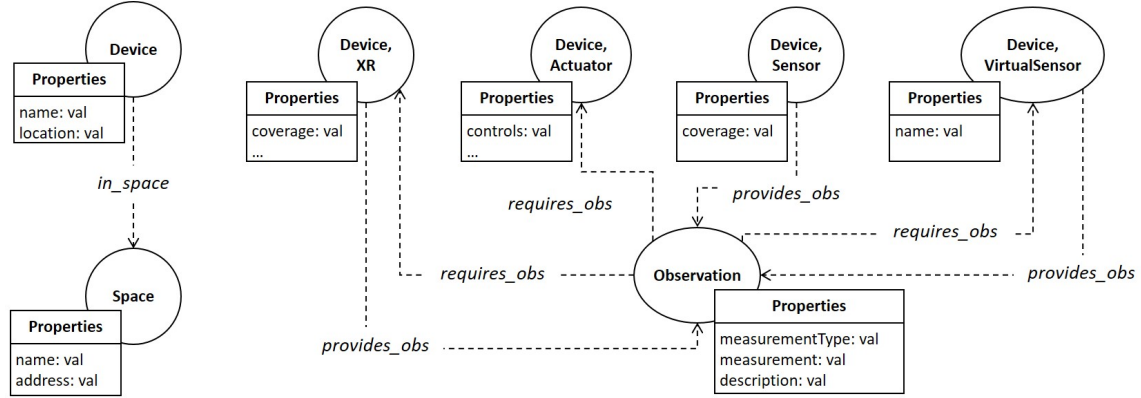 Device
Properties
name: val
location: val
in_space
Space
Properties
name: val
address: val
Device,
XR
Properties
coverage: val
...
Device,
Actuator
Properties
controls: val
...
Device,
Sensor
Properties
coverage: val
Device,
VirtualSensor
Properties
name: val
requires_obs
provides_obs
requires_obs
requires_obs
provides_obs
provides_obs
Observation
Properties
measurementType: val
measurement: val
description: val